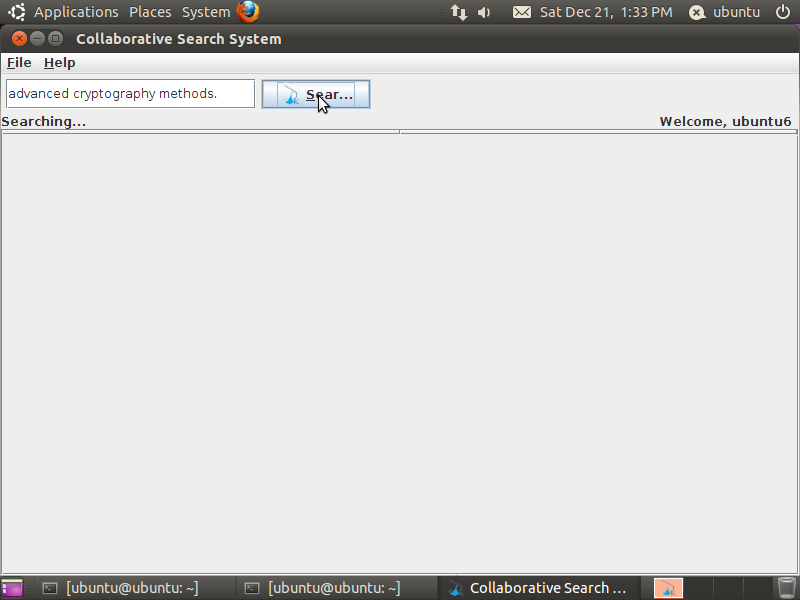 Applications Places System Sat Dec 21, 1:33 PM ubuntu
Collaborative Search System
File Help
advanced cryptography methods. Sear...
Searching... Welcome, ubuntu6
[ubuntu@ubuntu: ~] [ubuntu@ubuntu: ~] Collaborative Search ...